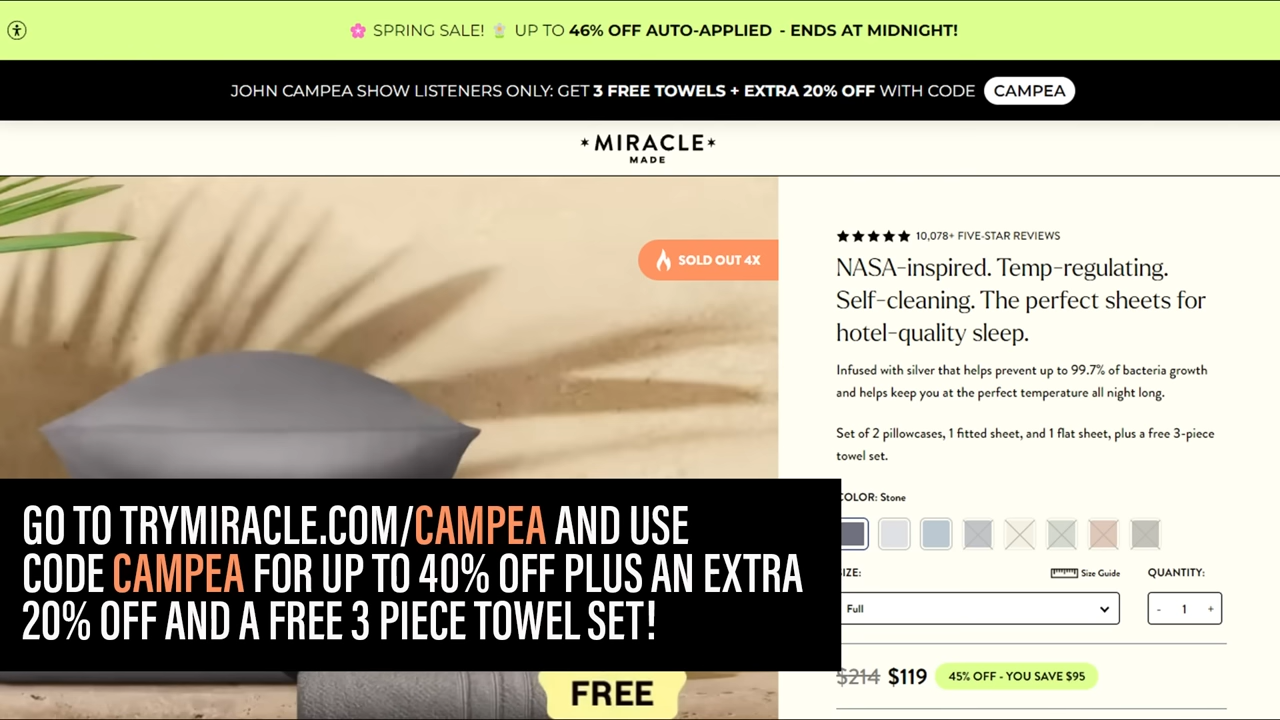 SPRING SALE! UP TO 46% OFF AUTO-APPLIED - ENDS AT MIDNIGHT!
JOHN CAMPEA SHOW LISTENERS ONLY: GET 3 FREE TOWELS + EXTRA 20% OFF WITH CODE CAMPEA
MIRACLE
MADE
SOLD OUT 4X
10,078+ FIVE-STAR REVIEWS
NASA-inspired. Temp-regulating.
Self-cleaning. The perfect sheets for
hotel-quality sleep.
Infused with silver that helps prevent up to 99.7% of bacteria growth
and helps keep you at the perfect temperature all night long.
Set of 2 pillowcases, 1 fitted sheet, and 1 flat sheet, plus a free 3-piece
towel set.
COLOR: Stone
SIZE: Size Guide QUANTITY:
Full - 1 +
$214 $119 45% OFF - YOU SAVE $95
GO TO TRYMIRACLE.COM/CAMPEA AND USE
CODE CAMPEA FOR UP TO 40% OFF PLUS AN EXTRA
20% OFF AND A FREE 3 PIECE TOWEL SET!
FREE